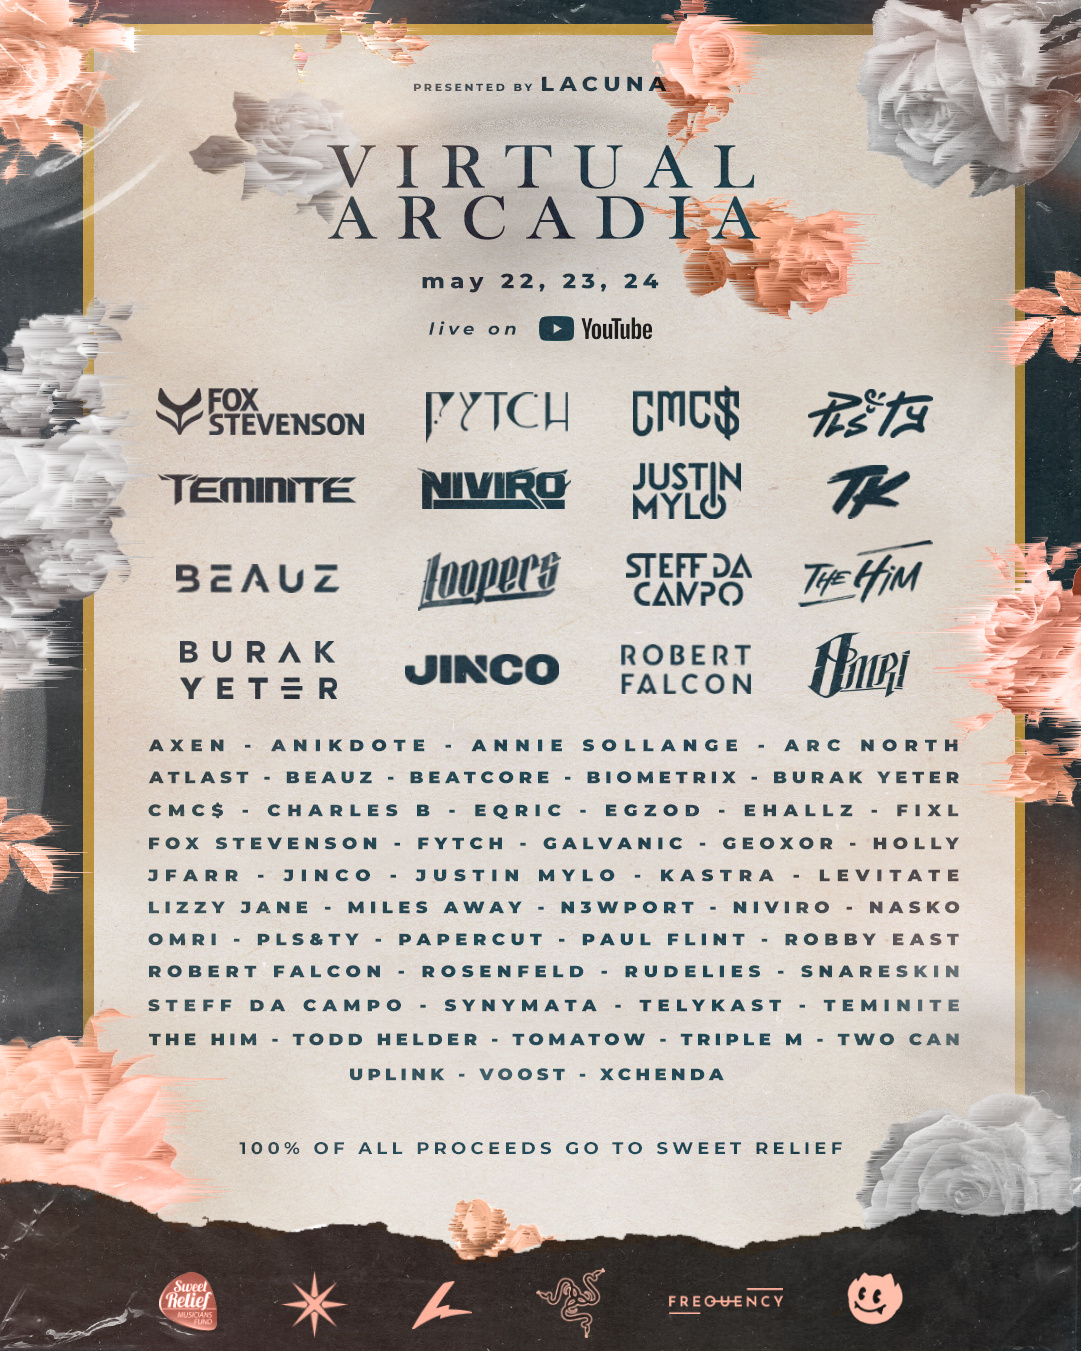 PRESENTED BY LACUNA
VIRTUAL
ARCADIA
may 22, 23, 24
live on YouTube
FOX STEVENSON FYTCH CMC$ PLS&TY
TEMINITE NIVIRO JUSTIN MYLO TK
BEAUZ loopers STEFF DA CAMPO THE HiM
BURAK YETER JINCO ROBERT FALCON OMRI
AXEN - ANIKDOTE - ANNIE SOLLANGE - ARC NORTH
ATLAST - BEAUZ - BEATCORE - BIOMETRIX - BURAK YETER
CMC$ - CHARLES B - EQRIC - EGZOD - EHALLZ - FIXL
FOX STEVENSON - FYTCH - GALVANIC - GEOXOR - HOLLY
JFARR - JINCO - JUSTIN MYLO - KASTRA - LEVITATE
LIZZY JANE - MILES AWAY - N3WPORT - NIVIRO - NASKO
OMRI - PLS&TY - PAPERCUT - PAUL FLINT - ROBBY EAST
ROBERT FALCON - ROSENFELD - RUDELIES - SNARESKIN
STEFF DA CAMPO - SYNYMATA - TELYKAST - TEMINITE
THE HIM - TODD HELDER - TOMATOW - TRIPLE M - TWO CAN
UPLINK - VOOST - XCHENDA
100% OF ALL PROCEEDS GO TO SWEET RELIEF
Sweet Relief MUSICIANS FUND FREQUENCY